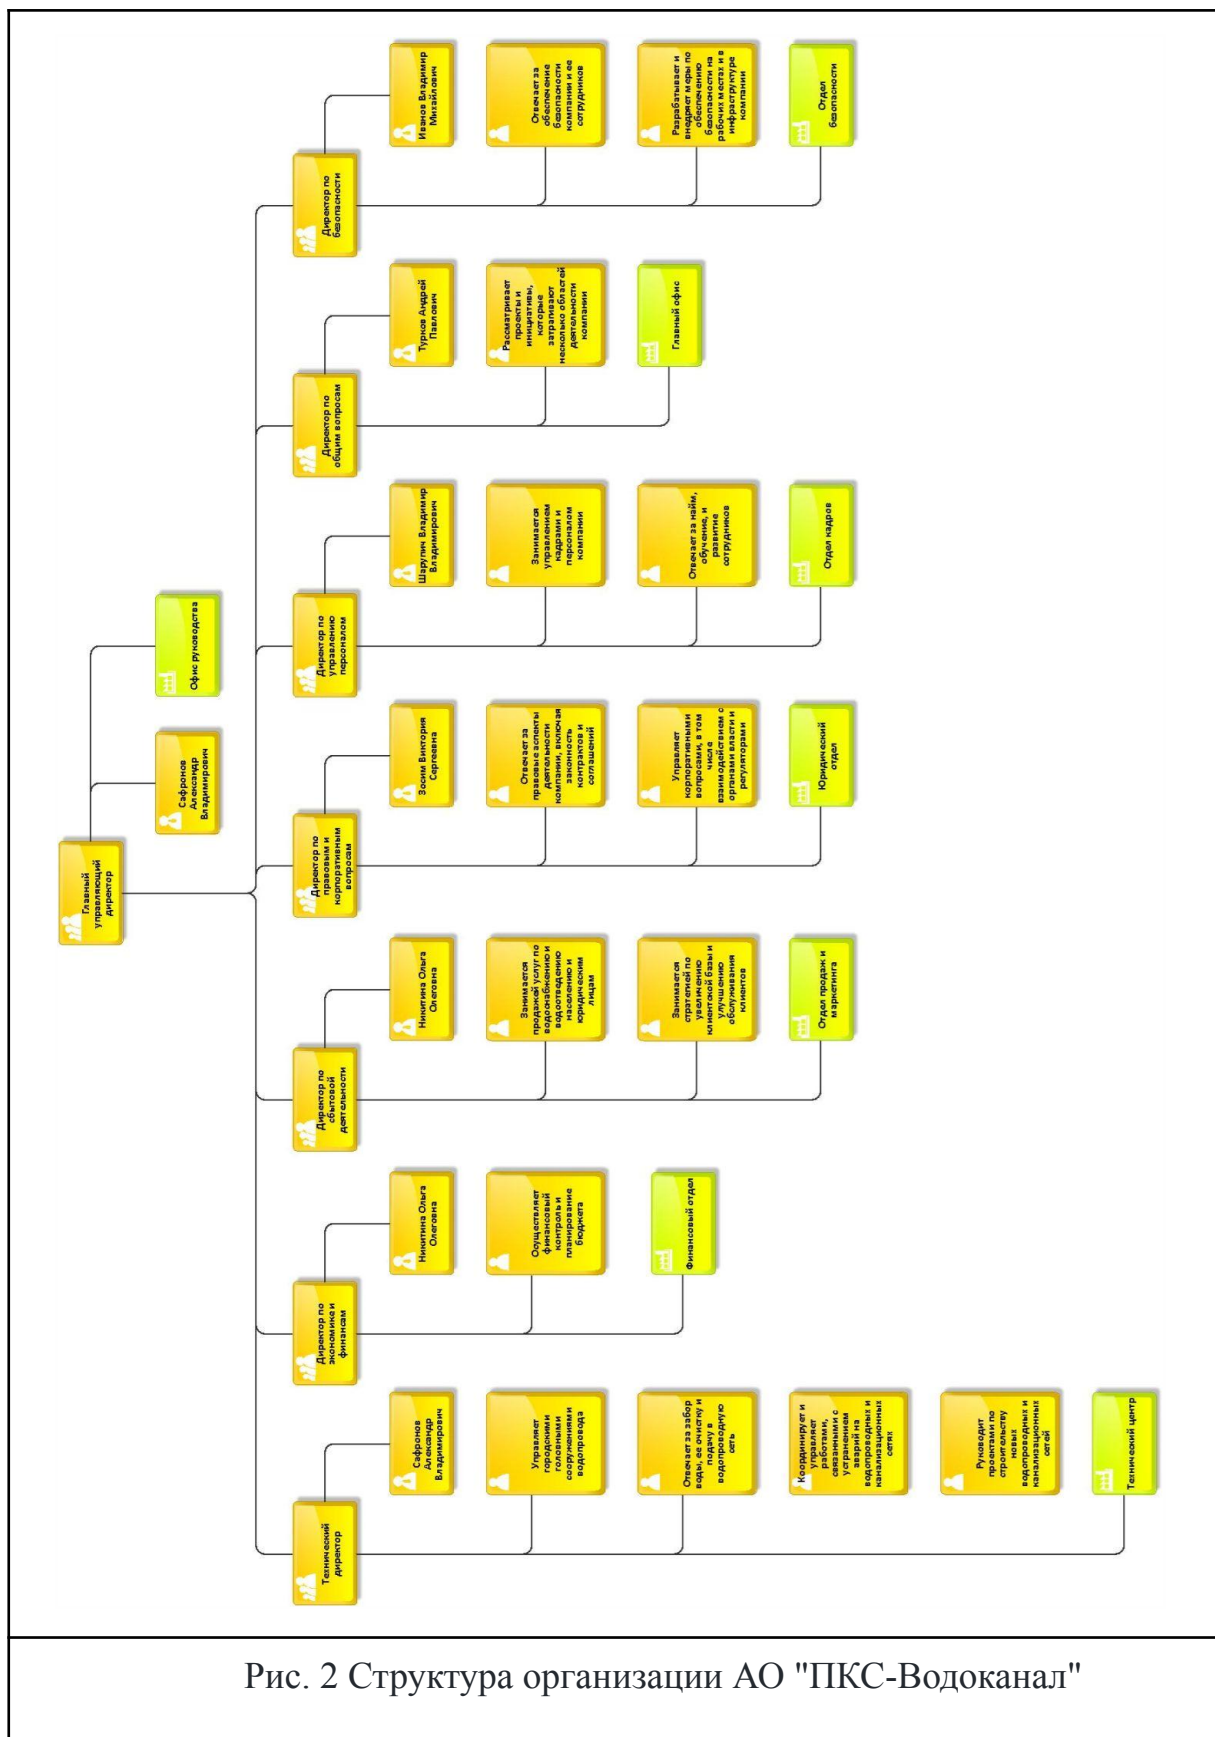 Главный
управляющий
директор
Сафронов
Александр
Владимирович
Офис руководства
Технический
директор
Сафронов
Александр
Владимирович
Управляет
городскими
головными
сооружениями
водопровода
Отвечает за забор
воды, ее очистку и
подачу в
водопроводную
сеть
Координирует и
управляет
работами,
связанными с
устранением
аварий на
водопроводных и
канализационных
сетях
Руководит
проектами по
строительству
новых
водопроводных и
канализационных
сетей
Технический центр
Директор по
экономике и
финансам
Никитина Ольга
Олеговна
Осуществляет
финансовый
контроль и
планирование
бюджета
Финансовый отдел
Директор по
сбытовой
деятельности
Никитина Ольга
Олеговна
Занимается
продажей услуг по
водоснабжению и
водоотведению
населению и
юридическим
лицам
Занимается
стратегией по
увеличению
клиентской базы и
улучшению
обслуживания
клиентов
Отдел продаж и
маркетинга
Директор по
правовым и
корпоративным
вопросам
Зосим Виктория
Сергеевна
Отвечает за
правовые аспекты
деятельности
компании, включая
законность
контрактов и
соглашений
Управляет
корпоративными
вопросами, в том
числе
взаимодействием с
органами власти и
регуляторами
Юридический
отдел
Директор по
управлению
персоналом
Шарупич Владимир
Владимирович
Занимается
управлением
кадрами и
персоналом
компании
Отвечает за найм,
обучение, и
развитие
сотрудников
Отдел кадров
Директор по
общим вопросам
Турков Андрей
Павлович
Рассматривает
проекты и
инициативы,
которые
затрагивают
несколько областей
деятельности
компании
Главный офис
Директор по
безопасности
Иванов Владимир
Михайлович
Отвечает за
обеспечение
безопасности
компании и ее
сотрудников
Разрабатывает и
внедряет меры по
обеспечению
безопасности на
рабочих местах и в
инфраструктуре
компании
Отдел
безопасности
Рис. 2 Структура организации АО "ПКС-Водоканал"